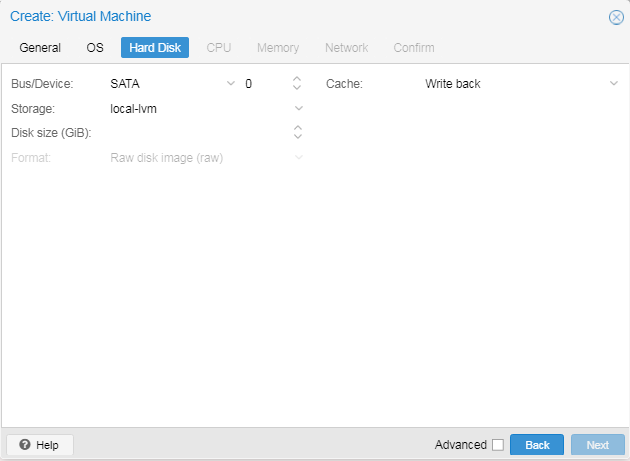 Create: Virtual Machine
General OS Hard Disk CPU Memory Network Confirm
Bus/Device: SATA 0 Cache: Write back
Storage: local-lvm
Disk size (GiB):
Format: Raw disk image (raw)
Help Advanced Back Next